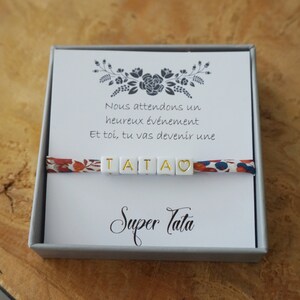 Nous attendons un
heureux événement
Et toi, tu vas devenir une
TATA♡
Super Tata